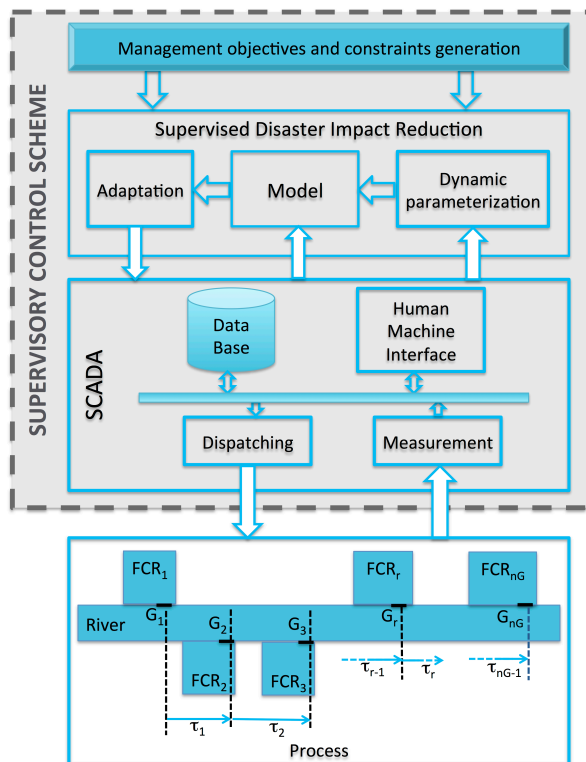 SUPERVISORY CONTROL SCHEME
Management objectives and constraints generation
Supervised Disaster Impact Reduction
Adaptation
Model
Dynamic
parameterization
SCADA
Data
Base
Human
Machine
Interface
Dispatching
Measurement
FCR1
FCRr
FCRnG
River
G1
G2
G3
Gr
GnG
FCR2
FCR3
τr-1
τr
τnG-1
τ1
τ2
Process